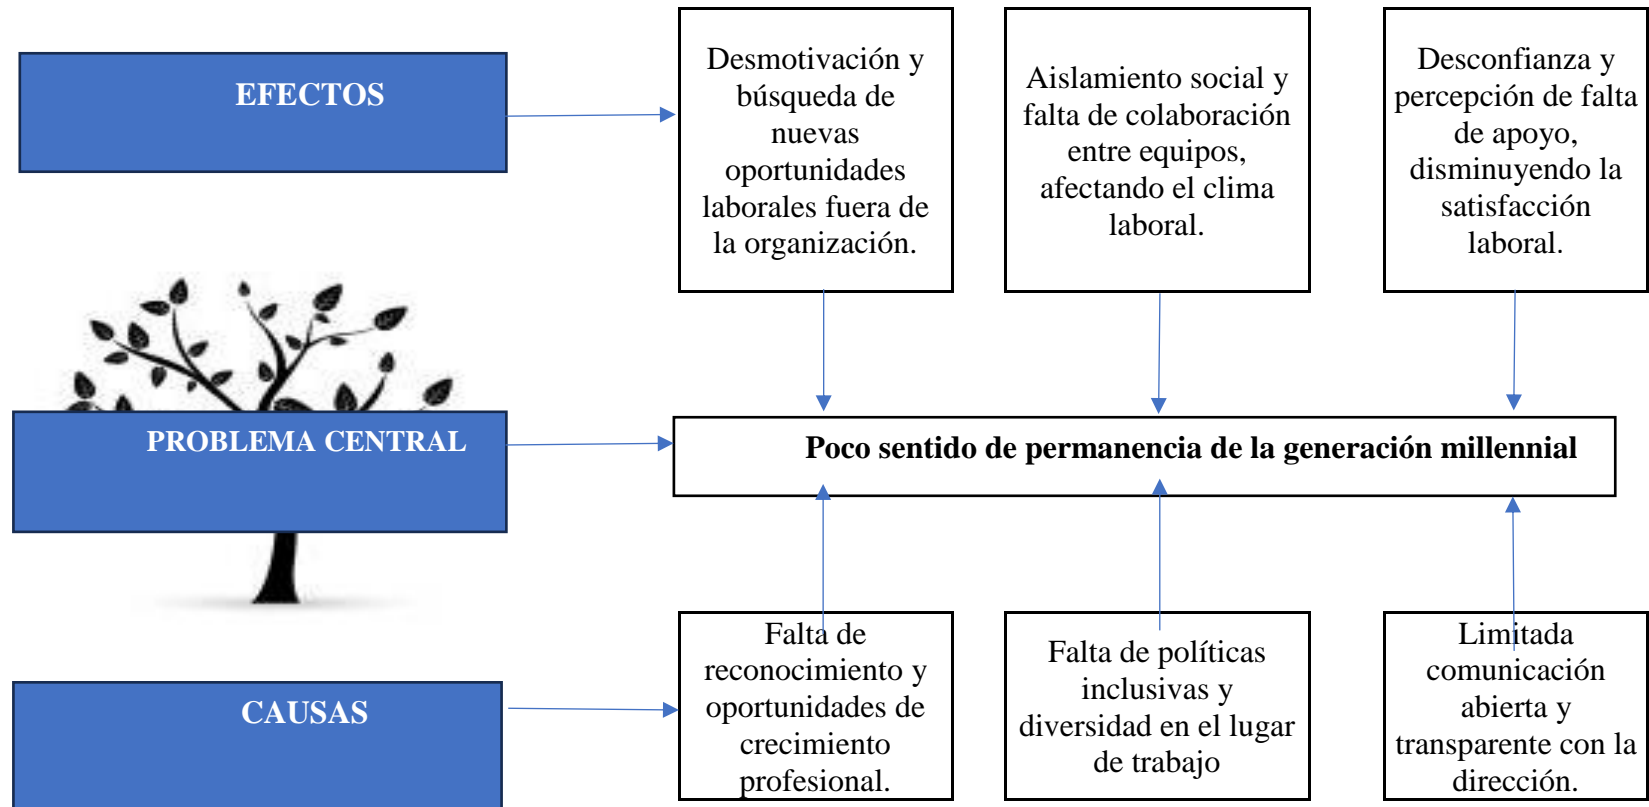 EFECTOS
Desmotivación y
búsqueda de
nuevas
oportunidades
laborales fuera de
la organización.
Aislamiento social y
falta de colaboración
entre equipos,
afectando el clima
laboral.
Desconfianza y
percepción de falta
de apoyo,
disminuyendo la
satisfacción
laboral.
PROBLEMA CENTRAL
Poco sentido de permanencia de la generación millennial
CAUSAS
Falta de
reconocimiento y
oportunidades de
crecimiento
profesional.
Falta de políticas
inclusivas y
diversidad en el lugar
de trabajo
Limitada
comunicación
abierta y
transparente con la
dirección.